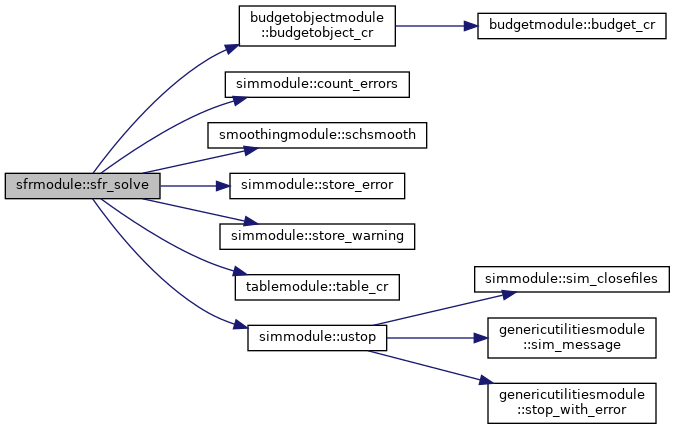 sfrmodule::sfr_solve
budgetobjectmodule
::budgetobject_cr
budgetmodule::budget_cr
simmodule::count_errors
smoothingmodule::schsmooth
simmodule::store_error
simmodule::store_warning
tablemodule::table_cr
simmodule::ustop
simmodule::sim_closefiles
genericutilitiesmodule
::sim_message
genericutilitiesmodule
::stop_with_error